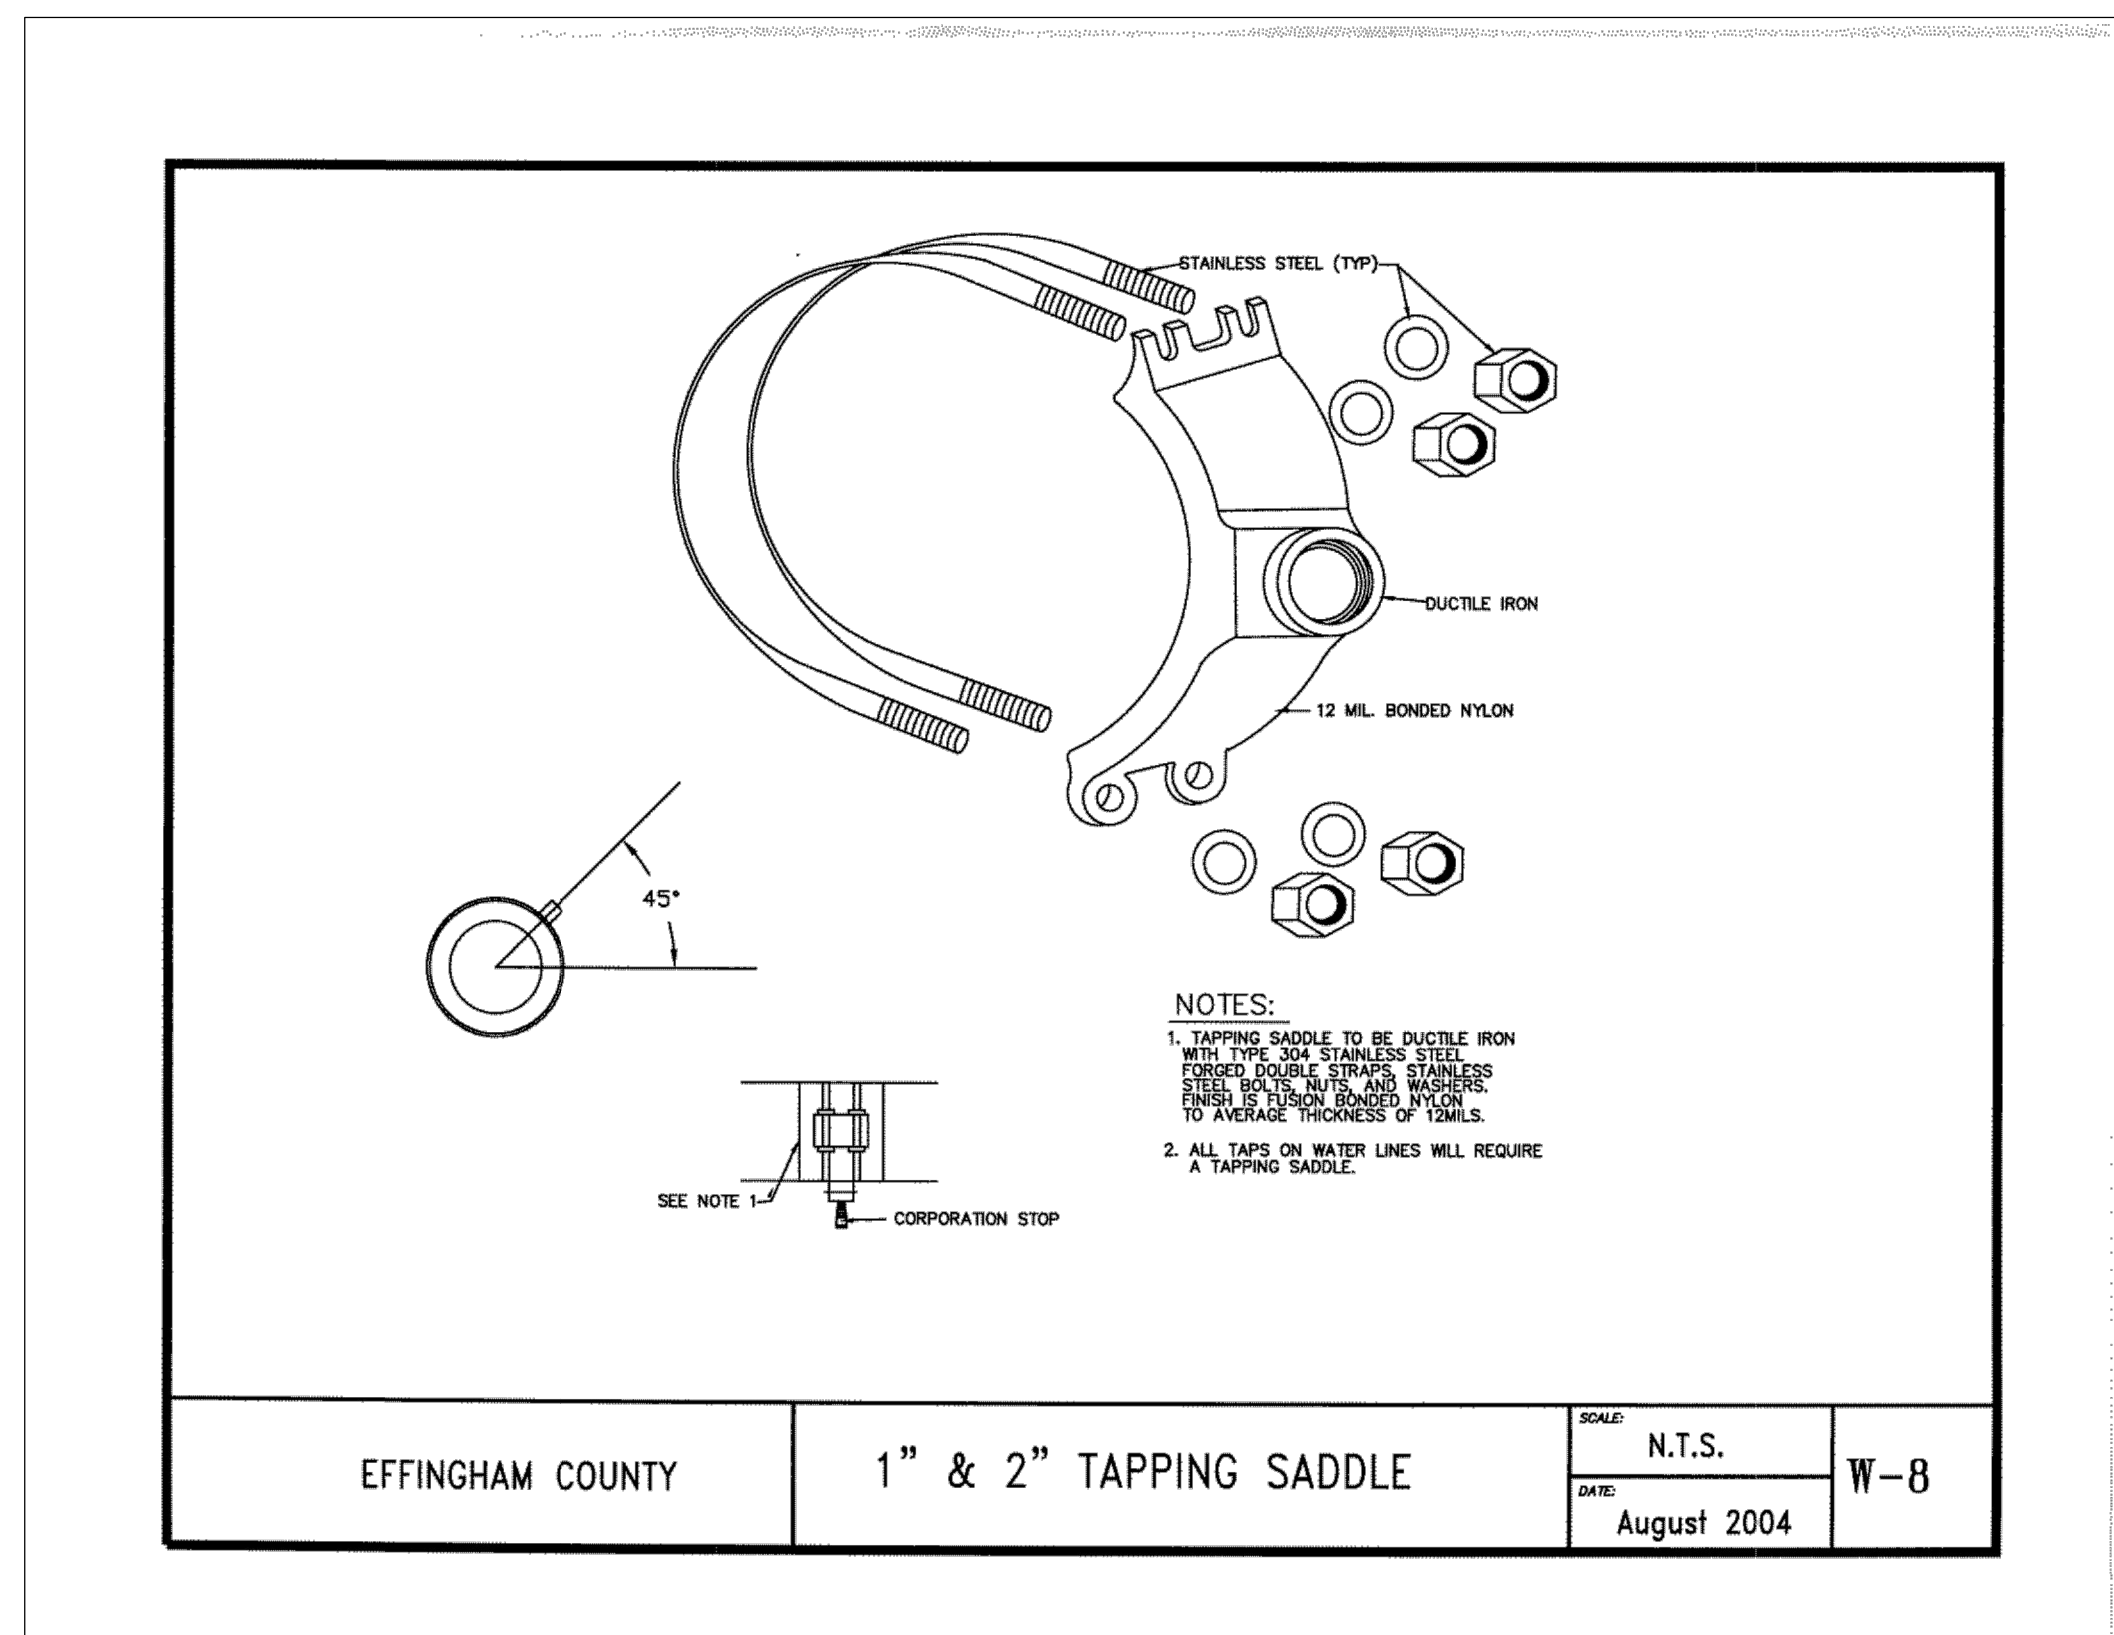 STAINLESS STEEL (TYP)
DUCTILE IRON
12 MIL. BONDED NYLON
45°
NOTES:
1. TAPPING SADDLE TO BE DUCTILE IRON
WITH TYPE 304 STAINLESS STEEL
FORGED DOUBLE STRAPS, STAINLESS
STEEL BOLTS, NUTS, AND WASHERS.
FINISH IS FUSION BONDED NYLON
TO AVERAGE THICKNESS OF 12MILS.
2. ALL TAPS ON WATER LINES WILL REQUIRE
A TAPPING SADDLE.
SEE NOTE 1
CORPORATION STOP
EFFINGHAM COUNTY
1” & 2” TAPPING SADDLE
SCALE:
N.T.S.
DATE:
August 2004
W-8